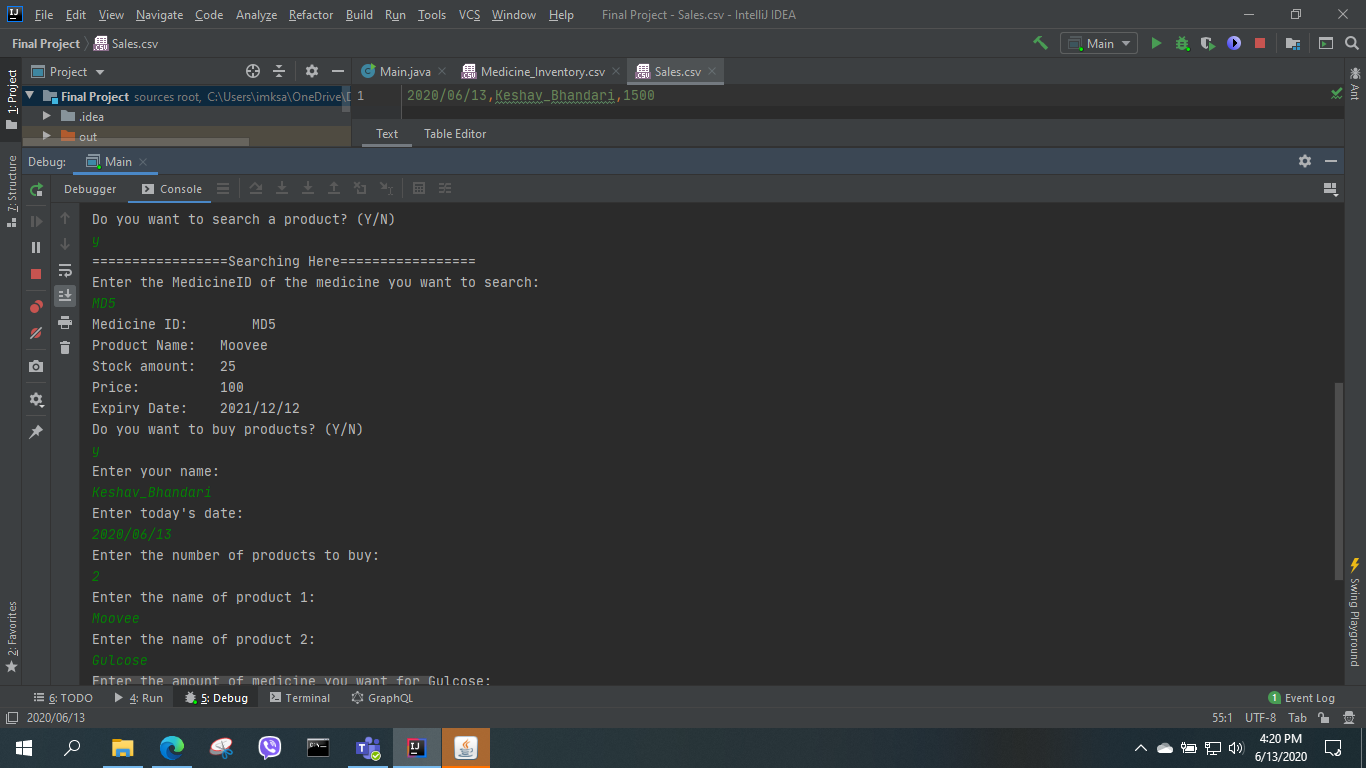 File Edit View Navigate Code Analyze Refactor Build Run Tools VCS Window Help Final Project - Sales.csv - IntelliJ IDEA
Final Project Sales.csv Main
1: Project
Project Main.java Medicine_Inventory.csv Sales.csv
Final Project sources root, C:\Users\imksa\OneDrive\D 1 2020/06/13,Keshav_Bhandari,1500
Ant
.idea
out Text Table Editor
Debug: Main
7: Structure
Debugger Console
Do you want to search a product? (Y/N)
y
=================Searching Here=================
Enter the MedicineID of the medicine you want to search:
MD5
Medicine ID: MD5
Product Name: Moovee
Stock amount: 25
Price: 100
Expiry Date: 2021/12/12
Do you want to buy products? (Y/N)
y
Enter your name:
Keshav_Bhandari
Enter today's date:
2020/06/13
Enter the number of products to buy:
2
Enter the name of product 1:
Moovee
Enter the name of product 2:
Gulcose
Enter the amount of medicine you want for Gulcose:
Swing Playground
2: Favorites
6: TODO 4: Run 5: Debug Terminal GraphQL 1 Event Log
2020/06/13 55:1 UTF-8 Tab
4:20 PM
6/13/2020